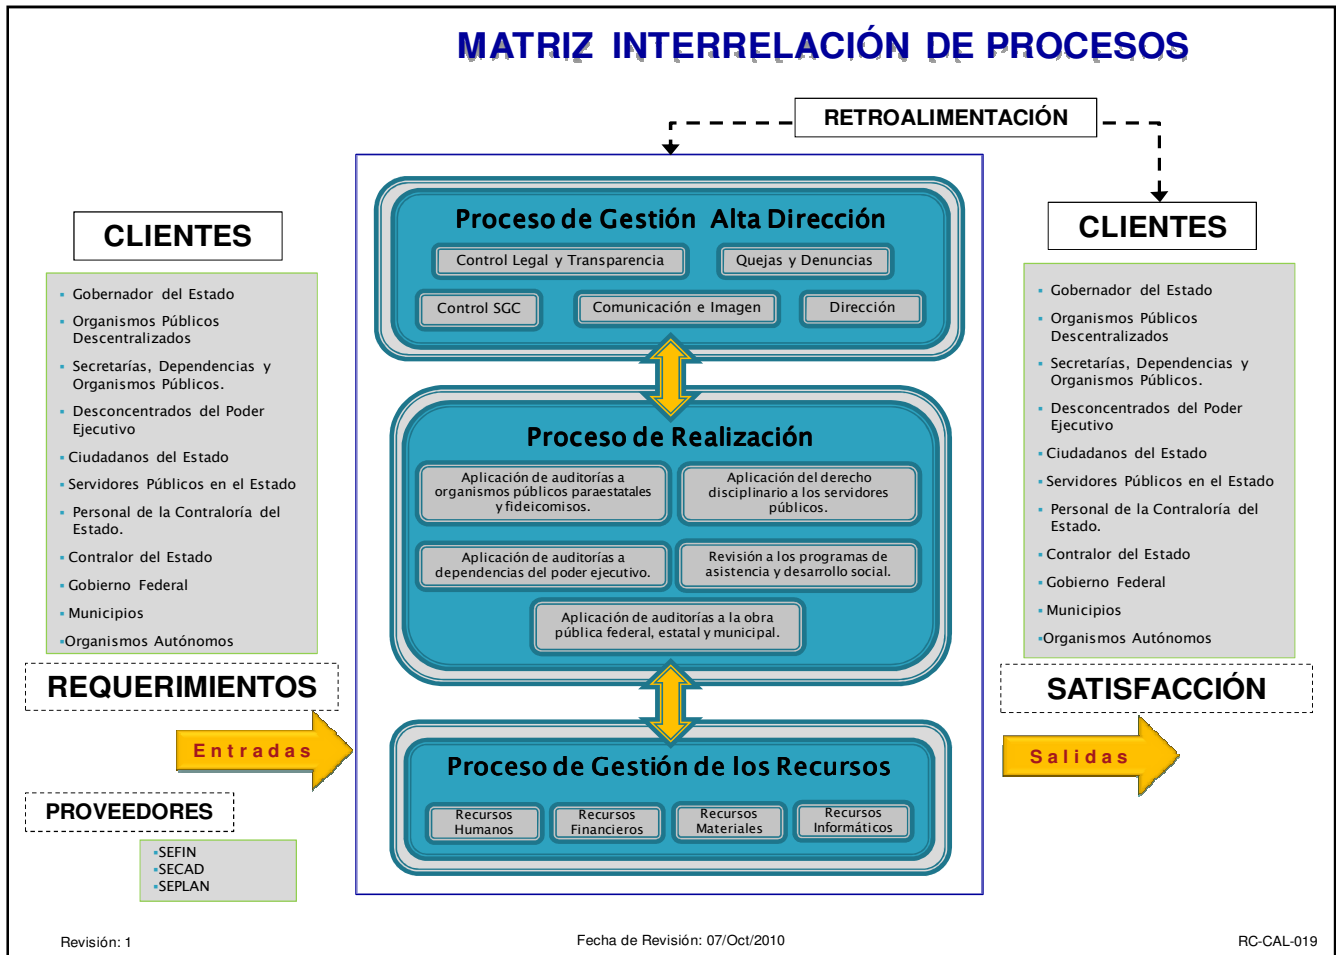 MATRIZ INTERRELACIÓN DE PROCESOS
RETROALIMENTACIÓN
CLIENTES
Gobernador del Estado
Organismos Públicos
Descentralizados
Secretarías, Dependencias y
Organismos Públicos.
Desconcentrados del Poder
Ejecutivo
Ciudadanos del Estado
Servidores Públicos en el Estado
Personal de la Contraloría del
Estado.
Contralor del Estado
Gobierno Federal
Municipios
Organismos Autónomos
REQUERIMIENTOS
Entradas
PROVEEDORES
SEFIN
SECAD
SEPLAN
Proceso de Gestión Alta Dirección
Control Legal y Transparencia
Quejas y Denuncias
Control SGC
Comunicación e Imagen
Dirección
Proceso de Realización
Aplicación de auditorías a
organismos públicos paraestatales
y fideicomisos.
Aplicación del derecho
disciplinario a los servidores
públicos.
Aplicación de auditorías a
dependencias del poder ejecutivo.
Revisión a los programas de
asistencia y desarrollo social.
Aplicación de auditorías a la obra
pública federal, estatal y municipal.
Proceso de Gestión de los Recursos
Recursos
Humanos
Recursos
Financieros
Recursos
Materiales
Recursos
Informáticos
CLIENTES
Gobernador del Estado
Organismos Públicos
Descentralizados
Secretarías, Dependencias y
Organismos Públicos.
Desconcentrados del Poder
Ejecutivo
Ciudadanos del Estado
Servidores Públicos en el Estado
Personal de la Contraloría del
Estado.
Contralor del Estado
Gobierno Federal
Municipios
Organismos Autónomos
SATISFACCIÓN
Salidas
Revisión: 1
Fecha de Revisión: 07/Oct/2010
RC-CAL-019